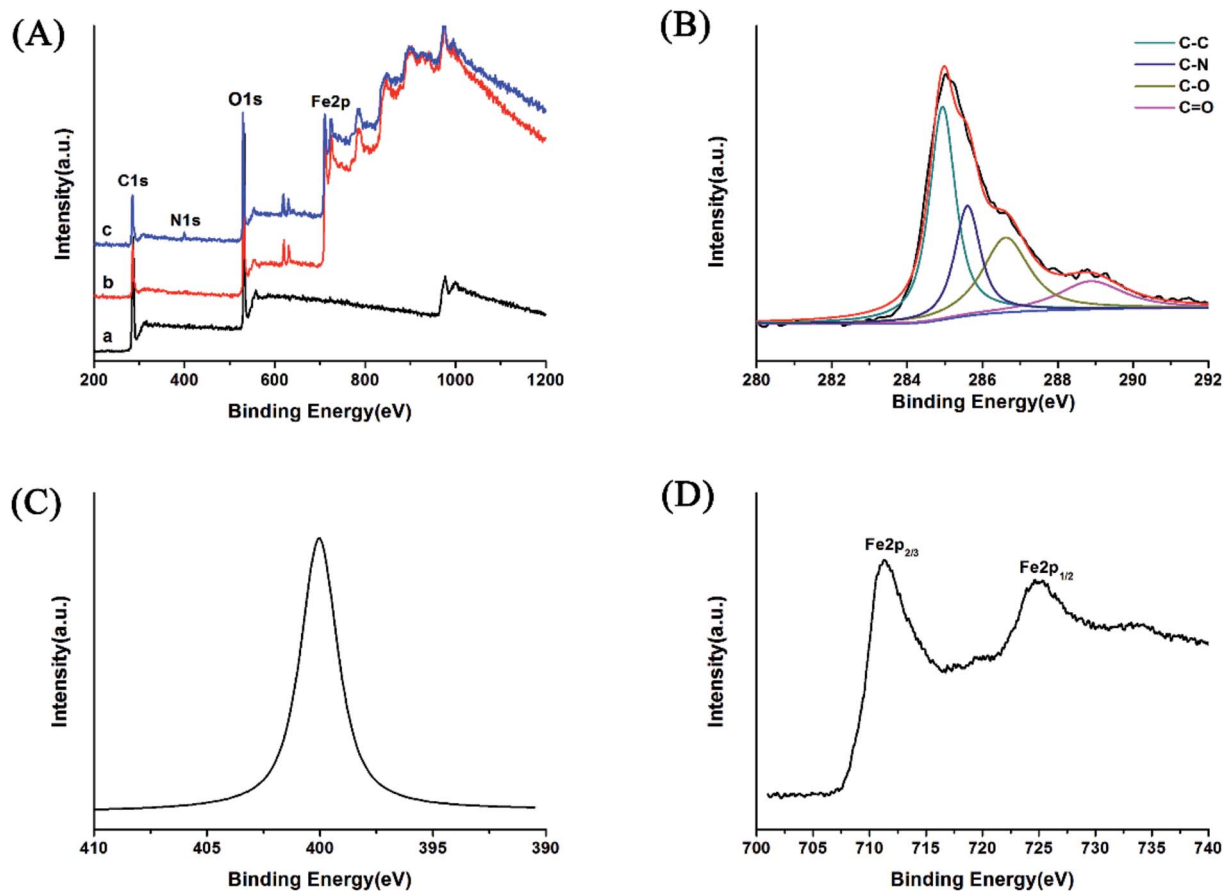 (A)
Intensity(a.u.)
C1s
N1s
O1s
Fe2p
c
b
a
200 400 600 800 1000 1200
Binding Energy(eV)
(B)
Intensity(a.u.)
C-C
C-N
C-O
C=O
280 282 284 286 288 290 292
Binding Energy(eV)
(C)
Intensity(a.u.)
410 405 400 395 390
Binding Energy(eV)
(D)
Intensity(a.u.)
Fe2p2/3
Fe2p1/2
700 705 710 715 720 725 730 735 740
Binding Energy(eV)